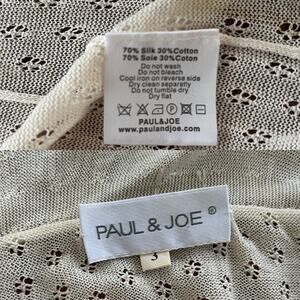 70% Silk 30%Cotton
70% Soie 30%Coton
Do not wash
Do not bleach
Cool iron on reverse side
Dry clean separately
Do not tumble dry
Dry flat
PAUL&JOE
www.paulandjoe.com
PAUL & JOE®
3